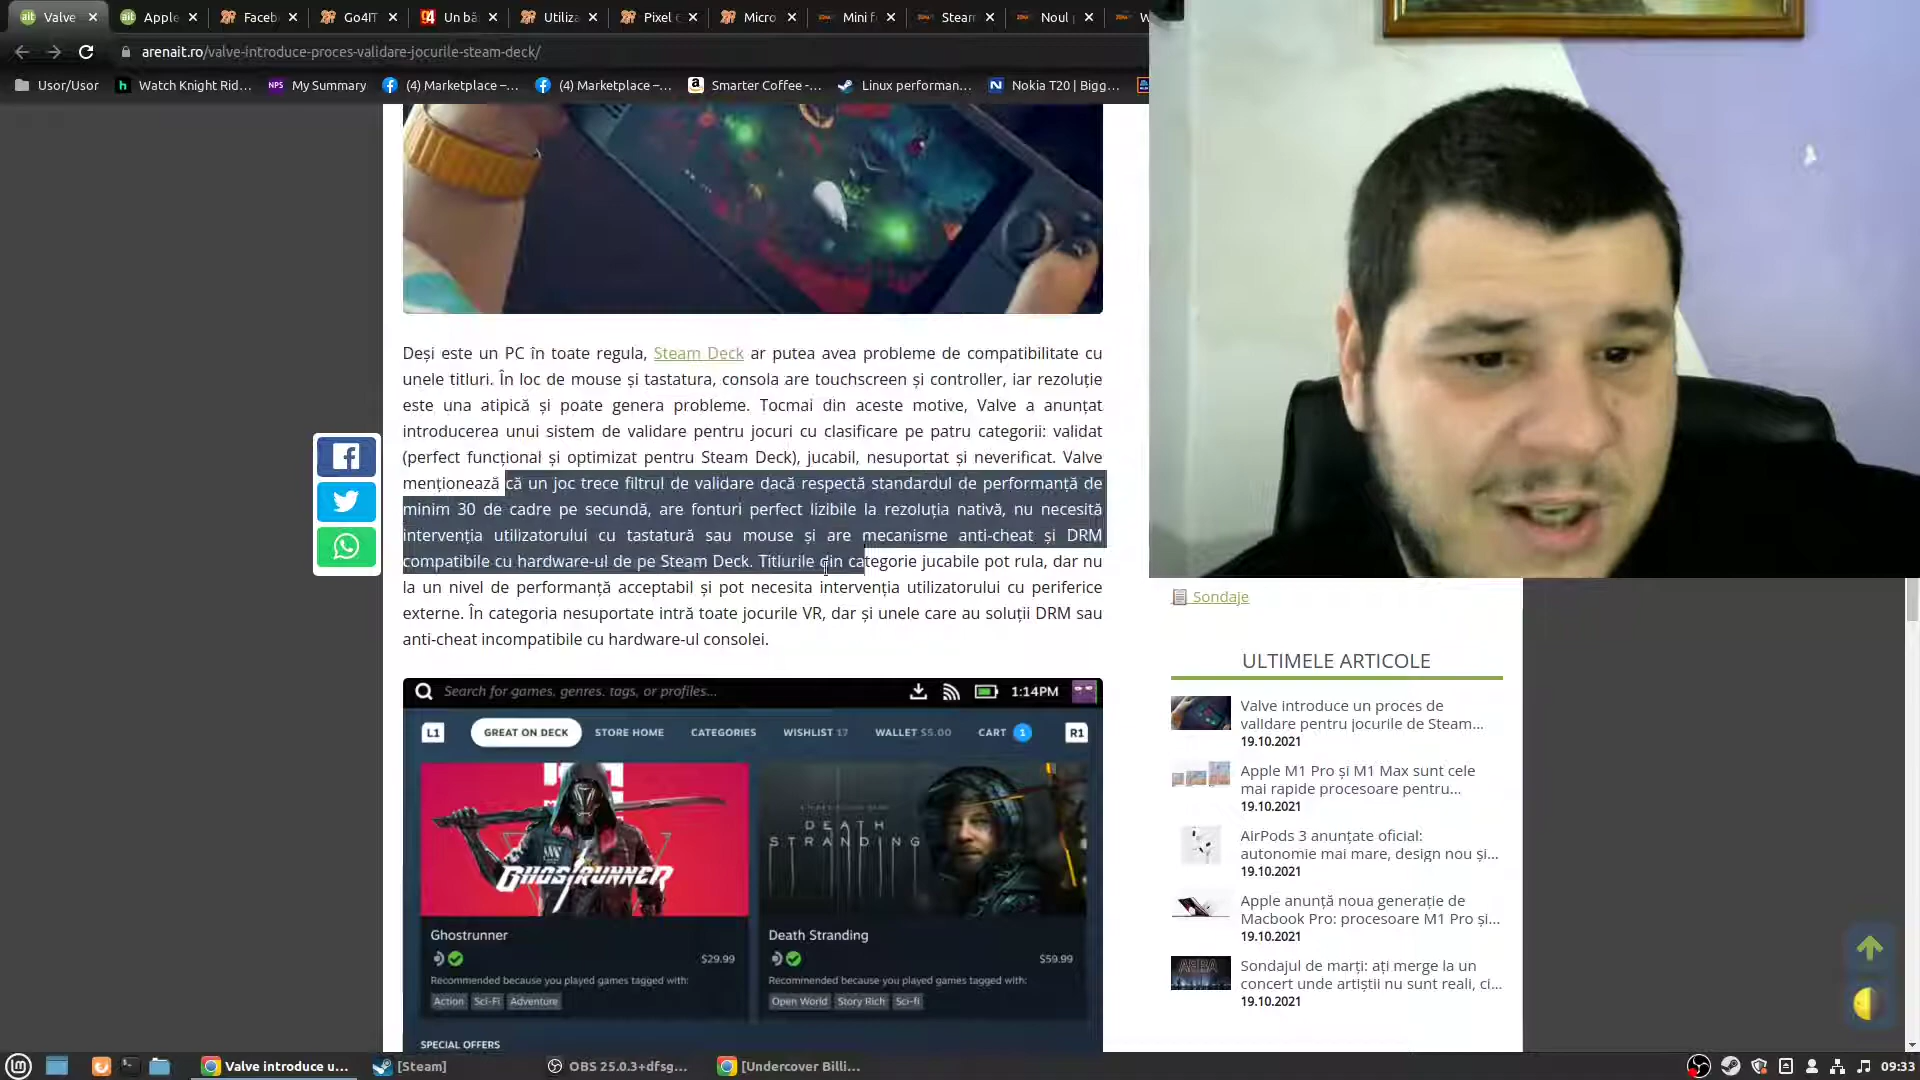 Valve
Apple
Faceb
Go4IT
Un bă
Utiliza
Pixel 6
Micro
Mini f
Steam
Noul
arenait.ro/valve-introduce-proces-validare-jocurile-steam-deck/
Usor/Usor
Watch Knight Rid...
NPS My Summary
(4) Marketplace –...
(4) Marketplace –...
Smarter Coffee -...
Linux performan...
Nokia T20 | Bigg...
Deși este un PC în toate regula, Steam Deck ar putea avea probleme de compatibilitate cu
unele titluri. În loc de mouse și tastatura, consola are touchscreen și controller, iar rezoluție
este una atipică și poate genera probleme. Tocmai din aceste motive, Valve a anunțat
introducerea unui sistem de validare pentru jocuri cu clasificare pe patru categorii: validat
(perfect funcțional și optimizat pentru Steam Deck), jucabil, nesuportat și neverificat. Valve
menționează că un joc trece filtrul de validare dacă respectă standardul de performanță de
minim 30 de cadre pe secundă, are fonturi perfect lizibile la rezoluția nativă, nu necesită
intervenția utilizatorului cu tastatură sau mouse și are mecanisme anti-cheat și DRM
compatibile cu hardware-ul de pe Steam Deck. Titlurile din categorie jucabile pot rula, dar nu
la un nivel de performanță acceptabil și pot necesita intervenția utilizatorului cu periferice
externe. În categoria nesuportate intră toate jocurile VR, dar și unele care au soluții DRM sau
anti-cheat incompatibile cu hardware-ul consolei.
Search for games, genres, tags, or profiles...
1:14PM
L1
GREAT ON DECK
STORE HOME
CATEGORIES
WISHLIST 17
WALLET $5.00
CART 1
R1
GHOSTRUNNER
DEATH
STRANDING
Ghostrunner
$29.99
Recommended because you played games tagged with:
Action
Sci-Fi
Adventure
Death Stranding
$59.99
Recommended because you played games tagged with:
Open World
Story Rich
Sci-fi
SPECIAL OFFERS
Sondaje
ULTIMELE ARTICOLE
Valve introduce un proces de
validare pentru jocurile de Steam...
19.10.2021
Apple M1 Pro și M1 Max sunt cele
mai rapide procesoare pentru...
19.10.2021
AirPods 3 anunțate oficial:
autonomie mai mare, design nou și...
19.10.2021
Apple anunță noua generație de
Macbook Pro: procesoare M1 Pro și...
19.10.2021
ABBA
Sondajul de marți: ați merge la un
concert unde artiștii nu sunt reali, ci...
19.10.2021
Valve introduce u...
[Steam]
OBS 25.0.3+dfsg...
[Undercover Billi...
09:33